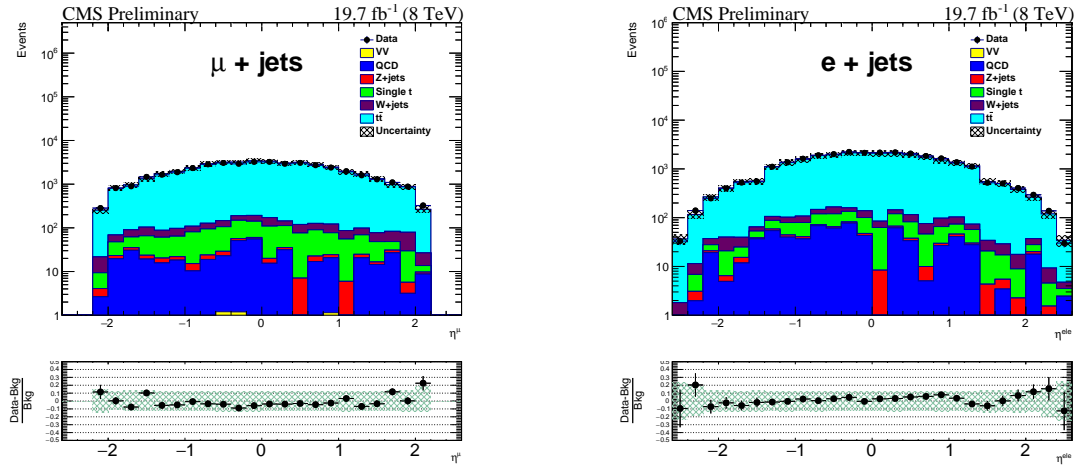 CMS Preliminary 19.7 fb⁻¹ (8 TeV)
Events
10⁶
10⁵
10⁴
10³
10²
10
1
μ + jets
Data
VV
QCD
Z+jets
Single t
W+jets
tt̄
Uncertainty
−2 −1 0 1 2
η^μ
Data-Bkg
Bkg
0.5
0.4
0.3
0.2
0.1
0
−0.1
−0.2
−0.3
−0.4
−0.5
−2 −1 0 1 2
η^μ
CMS Preliminary 19.7 fb⁻¹ (8 TeV)
Events
10⁶
10⁵
10⁴
10³
10²
10
1
e + jets
Data
VV
QCD
Z+jets
Single t
W+jets
tt̄
Uncertainty
−2 −1 0 1 2
η^ele
Data-Bkg
Bkg
0.5
0.4
0.3
0.2
0.1
0
−0.1
−0.2
−0.3
−0.4
−0.5
−2 −1 0 1 2
η^ele